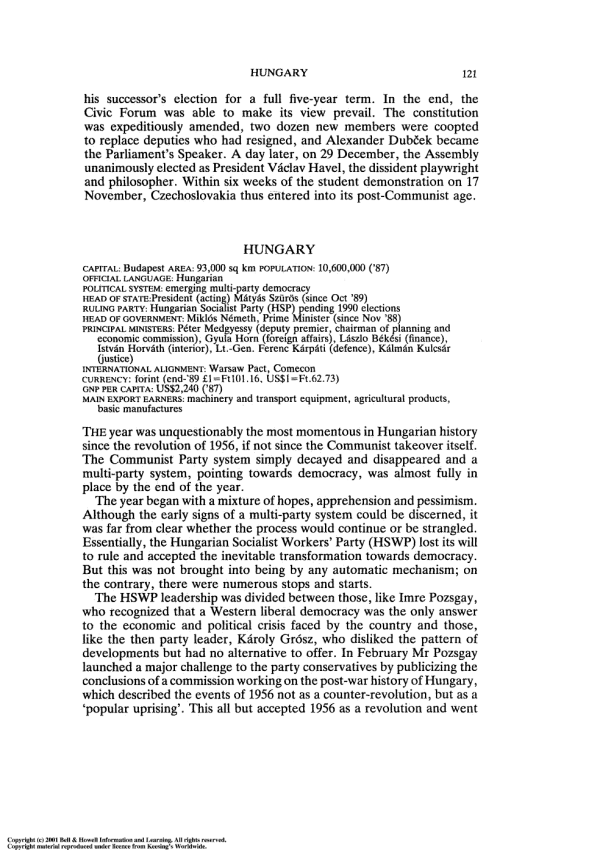 HUNGARY 121
his successor's election for a full five-year term. In the end, the
Civic Forum was able to make its view prevail. The constitution
was expeditiously amended, two dozen new members were coopted
to replace deputies who had resigned, and Alexander Dubček became
the Parliament's Speaker. A day later, on 29 December, the Assembly
unanimously elected as President Václav Havel, the dissident playwright
and philosopher. Within six weeks of the student demonstration on 17
November, Czechoslovakia thus entered into its post-Communist age.
HUNGARY
CAPITAL: Budapest AREA: 93,000 sq km POPULATION: 10,600,000 ('87)
OFFICIAL LANGUAGE: Hungarian
POLITICAL SYSTEM: emerging multi-party democracy
HEAD OF STATE:President (acting) Mátyás Szürös (since Oct '89)
RULING PARTY: Hungarian Socialist Party (HSP) pending 1990 elections
HEAD OF GOVERNMENT: Miklós Németh, Prime Minister (since Nov '88)
PRINCIPAL MINISTERS: Péter Medgyessy (deputy premier, chairman of planning and
economic commission), Gyula Horn (foreign affairs), Lászlo Békési (finance),
István Horváth (interior), Lt.-Gen. Ferenc Kárpáti (defence), Kálmán Kulcsár
(justice)
INTERNATIONAL ALIGNMENT: Warsaw Pact, Comecon
CURRENCY: forint (end-'89 £1=Ft101.16, US$1=Ft.62.73)
GNP PER CAPITA: US$2,240 ('87)
MAIN EXPORT EARNERS: machinery and transport equipment, agricultural products,
basic manufactures
THE year was unquestionably the most momentous in Hungarian history
since the revolution of 1956, if not since the Communist takeover itself.
The Communist Party system simply decayed and disappeared and a
multi-party system, pointing towards democracy, was almost fully in
place by the end of the year.
The year began with a mixture of hopes, apprehension and pessimism.
Although the early signs of a multi-party system could be discerned, it
was far from clear whether the process would continue or be strangled.
Essentially, the Hungarian Socialist Workers' Party (HSWP) lost its will
to rule and accepted the inevitable transformation towards democracy.
But this was not brought into being by any automatic mechanism; on
the contrary, there were numerous stops and starts.
The HSWP leadership was divided between those, like Imre Pozsgay,
who recognized that a Western liberal democracy was the only answer
to the economic and political crisis faced by the country and those,
like the then party leader, Károly Grósz, who disliked the pattern of
developments but had no alternative to offer. In February Mr Pozsgay
launched a major challenge to the party conservatives by publicizing the
conclusions of a commission working on the post-war history of Hungary,
which described the events of 1956 not as a counter-revolution, but as a
'popular uprising'. This all but accepted 1956 as a revolution and went
Copyright (c) 2001 Bell & Howell Information and Learning. All rights reserved.
Copyright material reproduced under licence from Keesing's Worldwide.